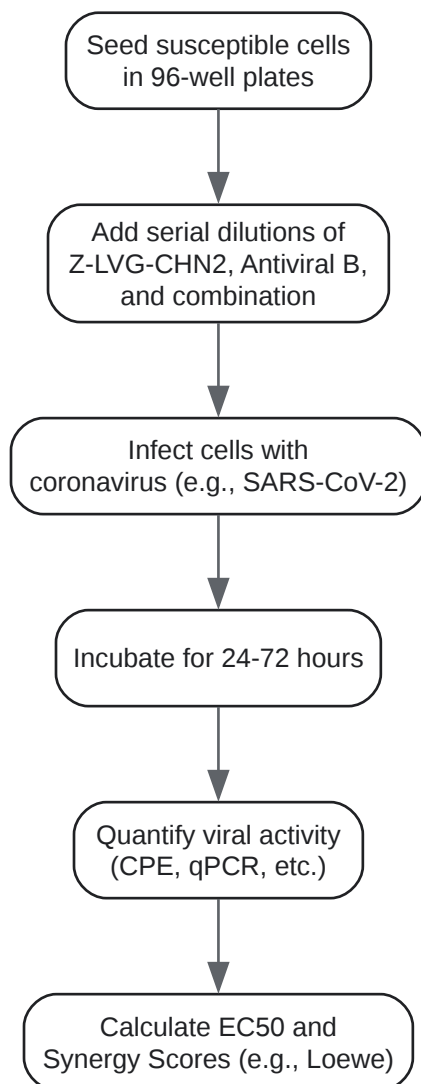 Seed susceptible cells
in 96-well plates
Add serial dilutions of
Z-LVG-CHN2, Antiviral B,
and combination
Infect cells with
coronavirus (e.g., SARS-CoV-2)
Incubate for 24-72 hours
Quantify viral activity
(CPE, qPCR, etc.)
Calculate EC50 and
Synergy Scores (e.g., Loewe)